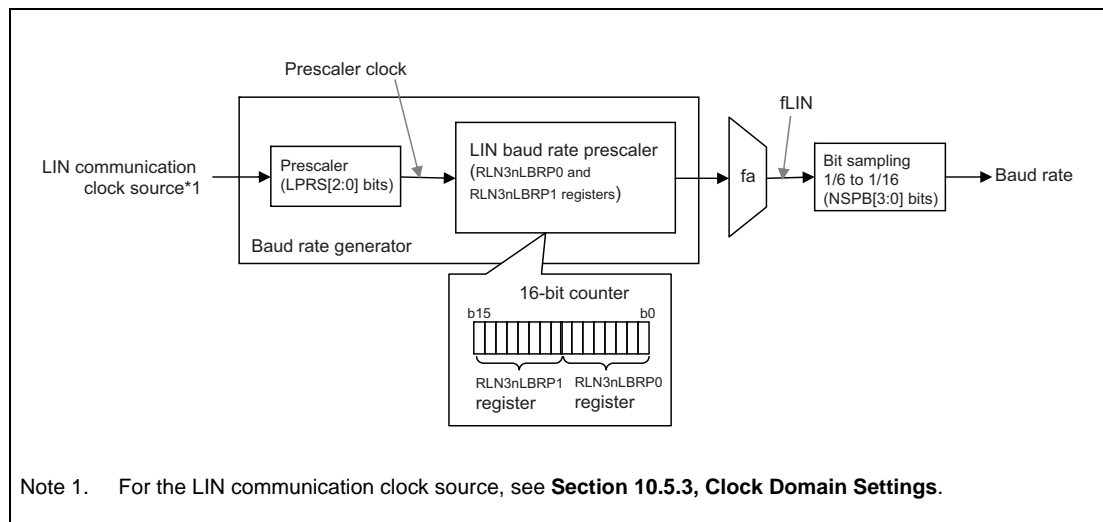 Prescaler clock
fLIN
LIN communication
clock source*1
Prescaler
(LPRS[2:0] bits)
LIN baud rate prescaler
(RLN3nLBRP0 and
RLN3nLBRP1 registers)
Baud rate generator
fa
Bit sampling
1/6 to 1/16
(NSPB[3:0] bits)
Baud rate
16-bit counter
b15 b0
RLN3nLBRP1 RLN3nLBRP0
register register
Note 1. For the LIN communication clock source, see Section 10.5.3, Clock Domain Settings.